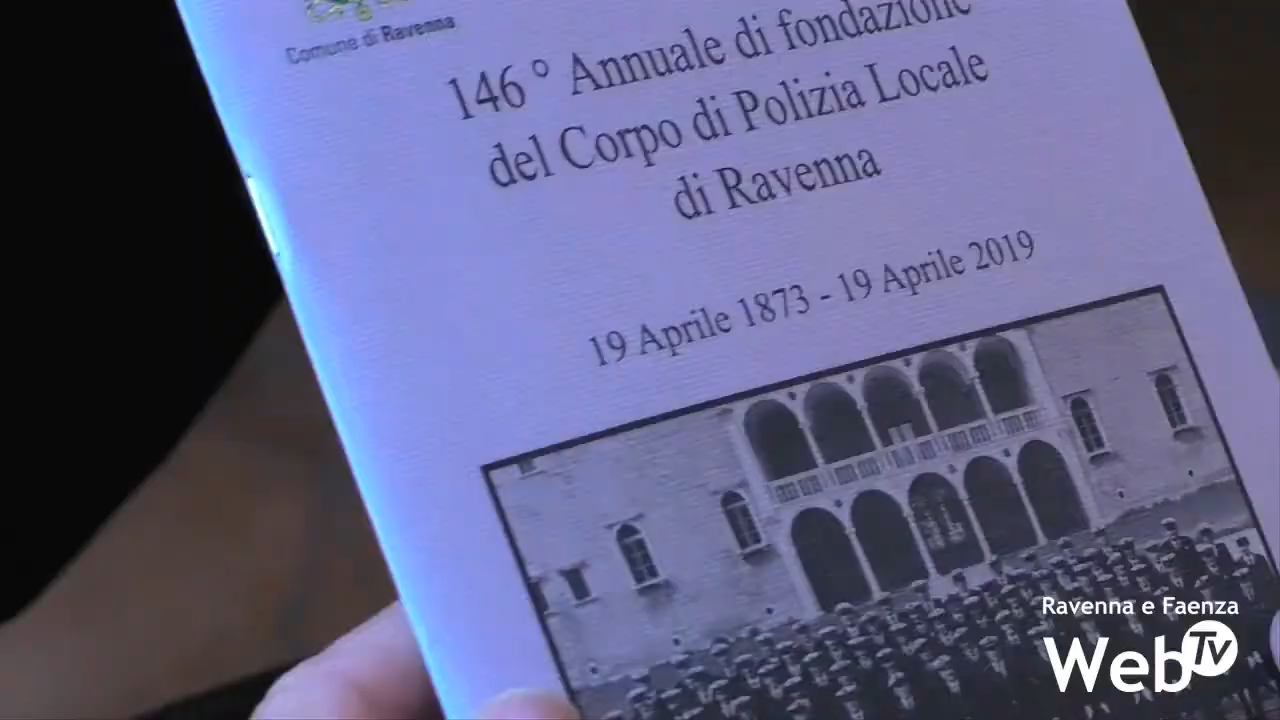 Comune di Ravenna
146° Annuale di fondazione
del Corpo di Polizia Locale
di Ravenna
19 Aprile 1873 - 19 Aprile 2019
Ravenna e Faenza
WebTv